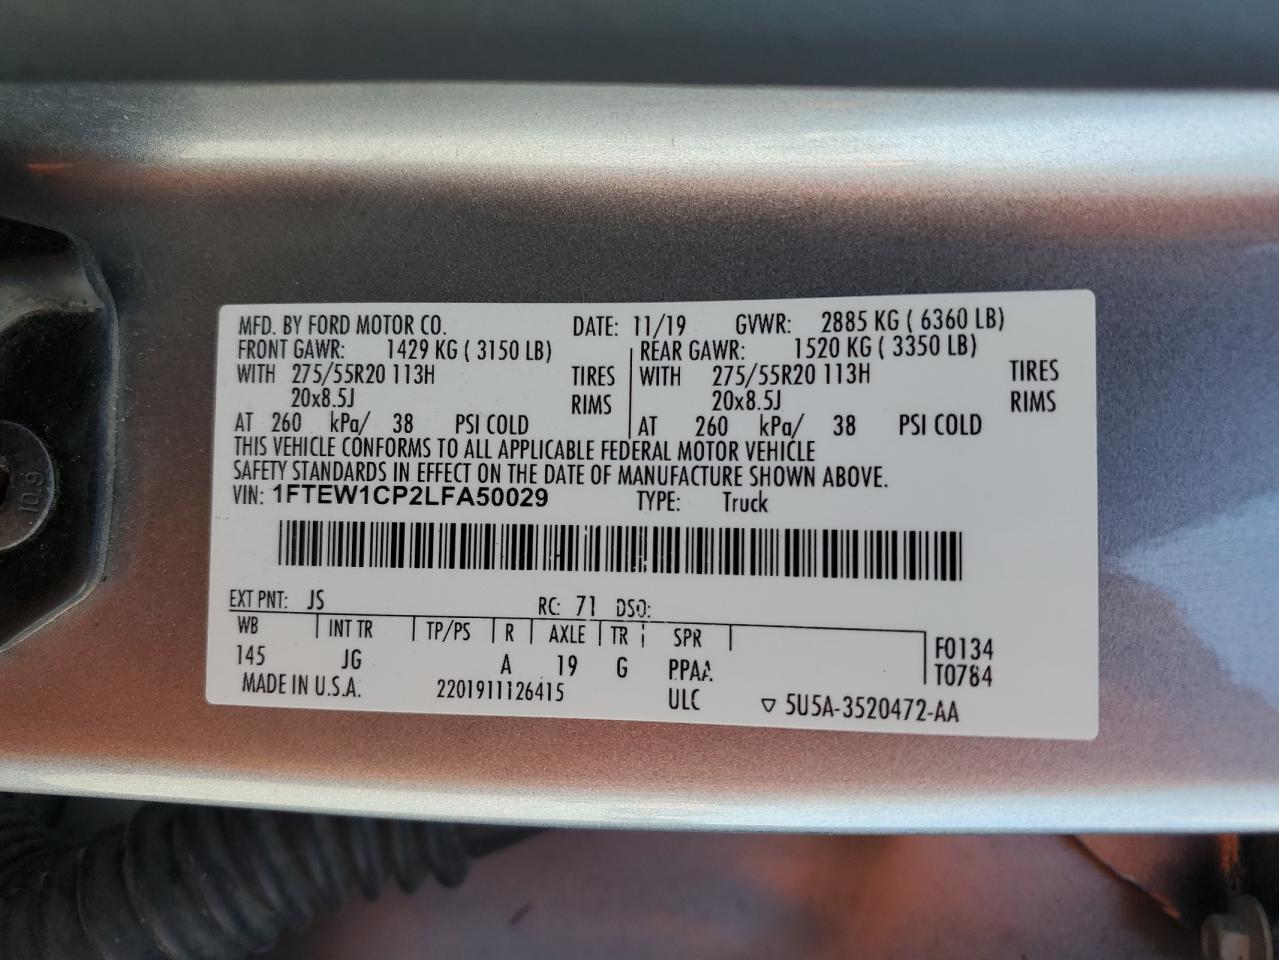 MFD. BY FORD MOTOR CO. DATE: 11/19 GVWR: 2885 KG ( 6360 LB)
FRONT GAWR: 1429 KG ( 3150 LB) REAR GAWR: 1520 KG ( 3350 LB)
WITH 275/55R20 113H TIRES WITH 275/55R20 113H TIRES
20x8.5J RIMS 20x8.5J RIMS
AT 260 kPa/ 38 PSI COLD AT 260 kPa/ 38 PSI COLD
THIS VEHICLE CONFORMS TO ALL APPLICABLE FEDERAL MOTOR VEHICLE
SAFETY STANDARDS IN EFFECT ON THE DATE OF MANUFACTURE SHOWN ABOVE.
VIN: 1FTEW1CP2LFA50029 TYPE: Truck
EXT PNT: JS RC: 71 DSO:
WB INT TR TP/PS R AXLE TR SPR F0134
145 JG A 19 G PPAA T0784
MADE IN U.S.A. 2201911126415 ULC ▽ 5U5A-3520472-AA
10.9